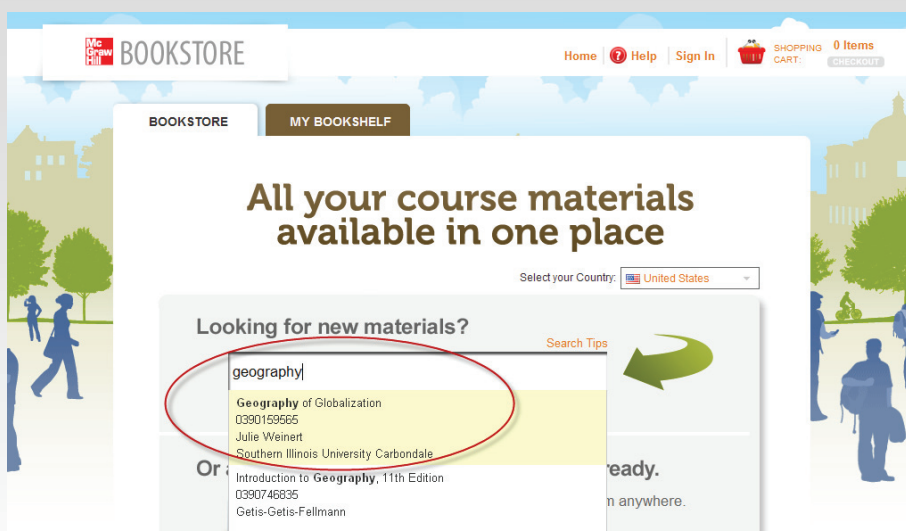 Mc
Graw
Hill
BOOKSTORE
Home
Help
Sign In
SHOPPING CART:
0 Items
CHECKOUT
BOOKSTORE
MY BOOKSHELF
All your course materials
available in one place
Select your Country:
United States
Looking for new materials?
Search Tips
geography
Geography of Globalization
0390159565
Julie Weinert
Southern Illinois University Carbondale
Or
ready.
Introduction to Geography, 11th Edition
0390746835
anywhere.
Getis-Getis-Fellmann